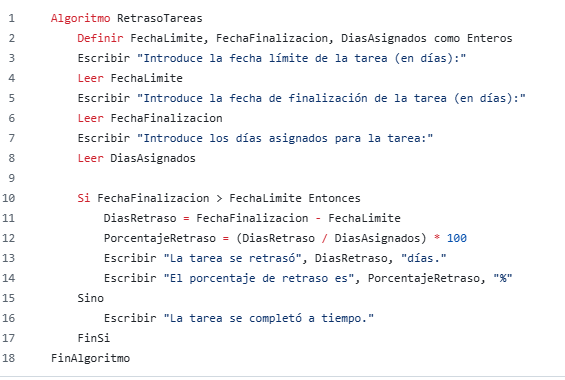 1 Algoritmo RetrasoTareas
2 Definir FechaLimite, FechaFinalizacion, DiasAsignados como Enteros
3 Escribir "Introduce la fecha límite de la tarea (en días):"
4 Leer FechaLimite
5 Escribir "Introduce la fecha de finalización de la tarea (en días):"
6 Leer FechaFinalizacion
7 Escribir "Introduce los días asignados para la tarea:"
8 Leer DiasAsignados
9
10 Si FechaFinalizacion > FechaLimite Entonces
11 DiasRetraso = FechaFinalizacion - FechaLimite
12 PorcentajeRetraso = (DiasRetraso / DiasAsignados) * 100
13 Escribir "La tarea se retrasó", DiasRetraso, "días."
14 Escribir "El porcentaje de retraso es", PorcentajeRetraso, "%"
15 Sino
16 Escribir "La tarea se completó a tiempo."
17 FinSi
18 FinAlgoritmo